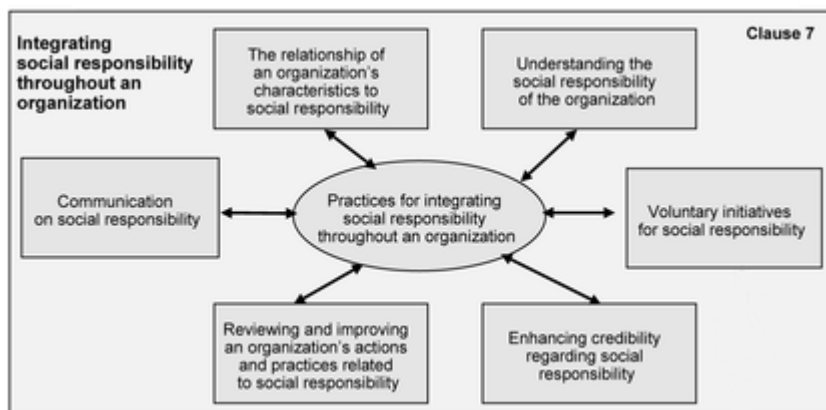 Integrating
social responsibility
throughout an
organization
Clause 7
The relationship of
an organization's
characteristics to
social responsibility
Understanding the
social responsibility
of the organization
Communication
on social responsibility
Practices for integrating
social responsibility
throughout an organization
Voluntary initiatives
for social responsibility
Reviewing and improving
an organization's actions
and practices related
to social responsibility
Enhancing credibility
regarding social
responsibility